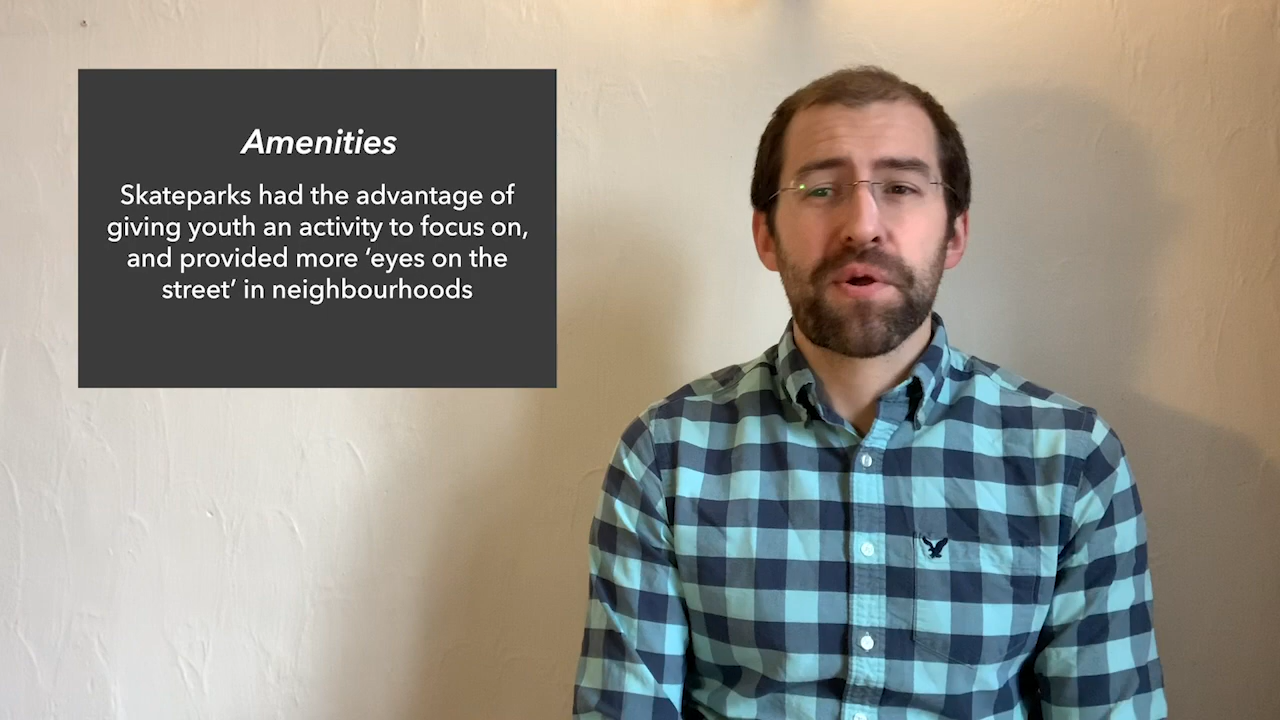 Amenities
Skateparks had the advantage of
giving youth an activity to focus on,
and provided more ‘eyes on the
street’ in neighbourhoods